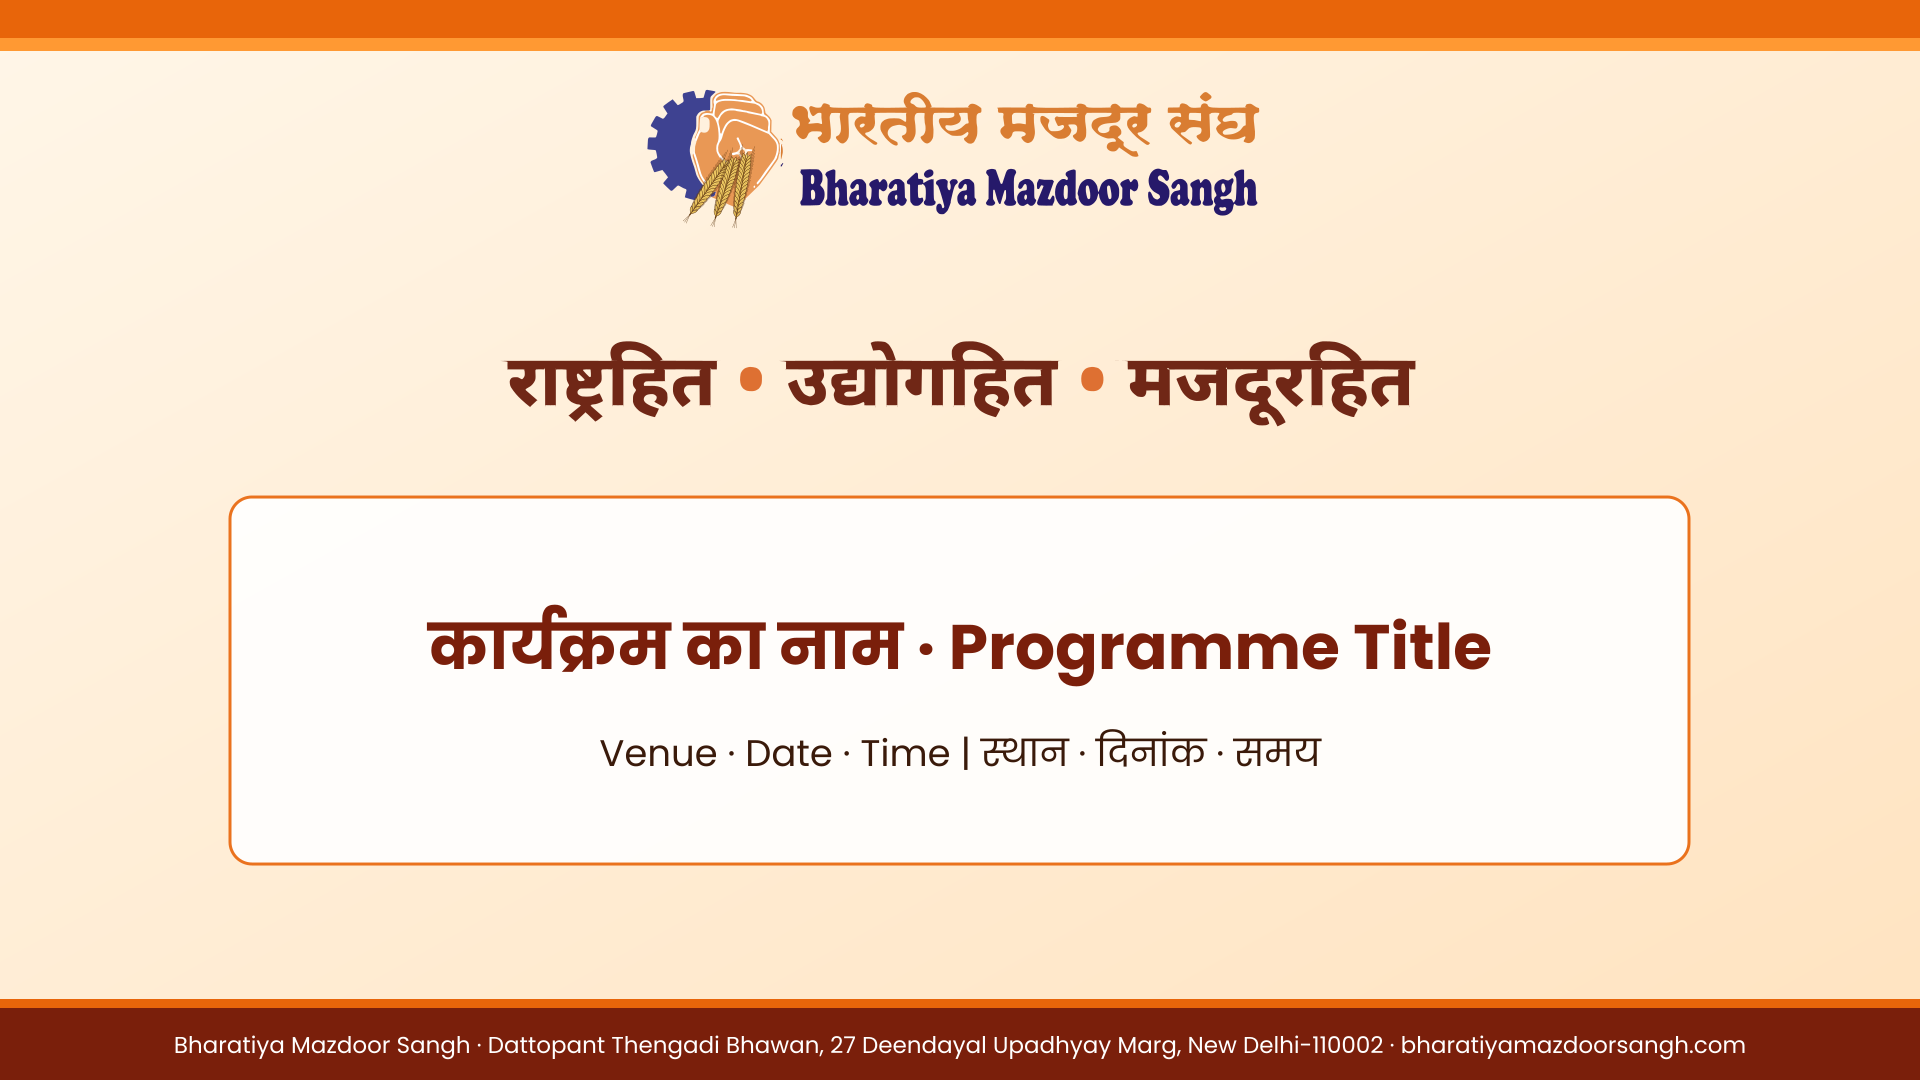 भारतीय मजदूर संघ
Bharatiya Mazdoor Sangh
राष्ट्रहित • उद्योगहित • मजदूरहित
कार्यक्रम का नाम · Programme Title
Venue · Date · Time | स्थान · दिनांक · समय
Bharatiya Mazdoor Sangh · Dattopant Thengadi Bhawan, 27 Deendayal Upadhyay Marg, New Delhi-110002 · bharatiyamazdoorsangh.com